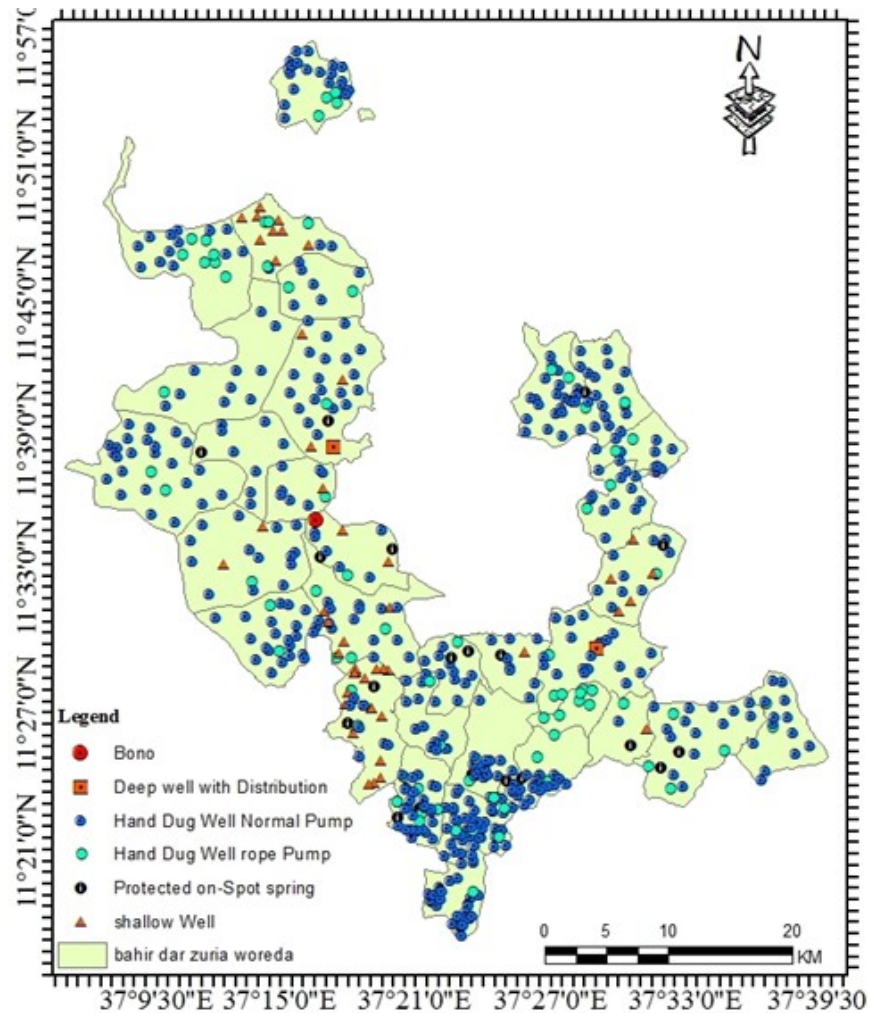 N
11°57'0"N
11°51'0"N
11°45'0"N
11°39'0"N
11°33'0"N
11°27'0"N
11°21'0"N
Legend
Bono
Deep well with Distribution
Hand Dug Well Normal Pump
Hand Dug Well rope Pump
Protected on-Spot spring
shallow Well
bahir dar zuria woreda
0 5 10 20
KM
37°9'30"E 37°15'0"E 37°21'0"E 37°27'0"E 37°33'0"E 37°39'30